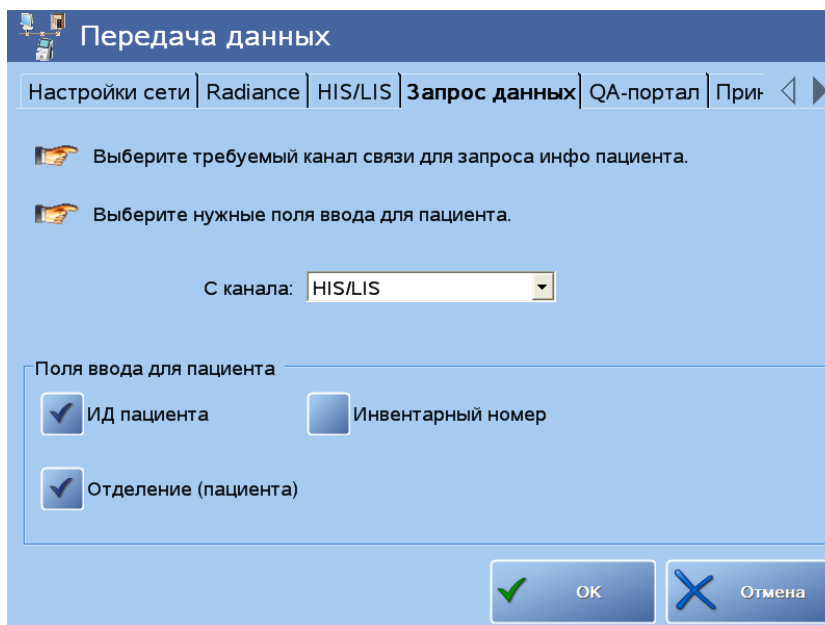 Передача данных
Настройки сети Radiance HIS/LIS Запрос данных QA-портал
Выберите требуемый канал связи для запроса инфо пациента.
Выберите нужные поля ввода для пациента.
С канала: HIS/LIS
Поля ввода для пациента
ИД пациента Инвентарный номер
Отделение (пациента)
ОК Отмена